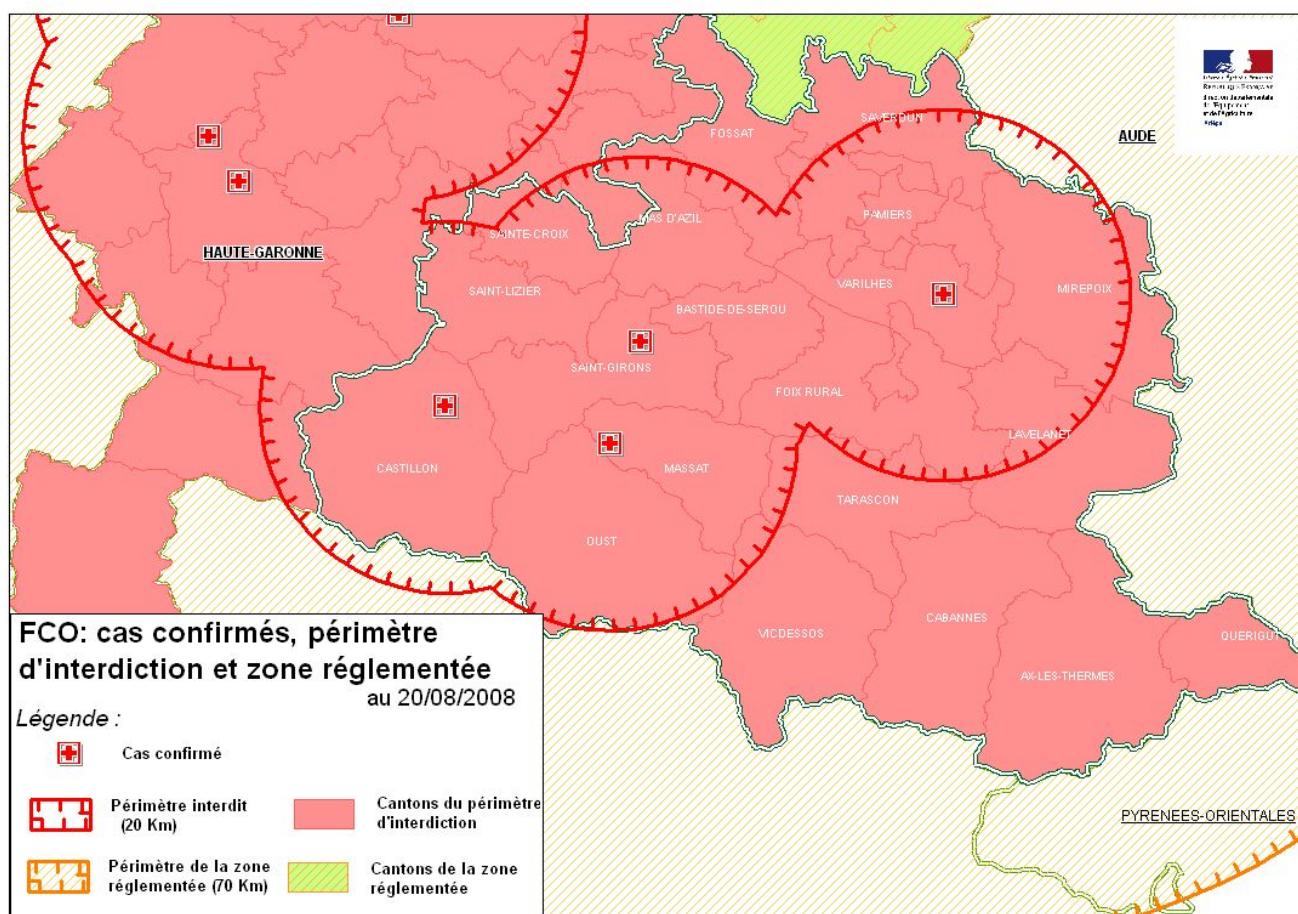 AUDE
SAVERDUN
FOSSAT
PAMIERS
MAS D'AZIL
SAINTE-CROIX
HAUTE-GARONNE
SAINT-LIZIER
VARILHES
MIREPOIX
BASTIDE-DE-SEROU
SAINT-GIRONS
FOIX RURAL
LAVELANET
CASTILLON
MASSAT
TARASCON
OUST
CABANNES
VICDESSOS
QUERIGUT
AX-LES-THERMES
PYRENEES-ORIENTALES
FCO: cas confirmés, périmètre
d'interdiction et zone réglementée
au 20/08/2008
Légende :
Cas confirmé
Périmètre interdit
(20 Km)
Cantons du périmètre
d'interdiction
Périmètre de la zone
réglementée (70 Km)
Cantons de la zone
réglementée